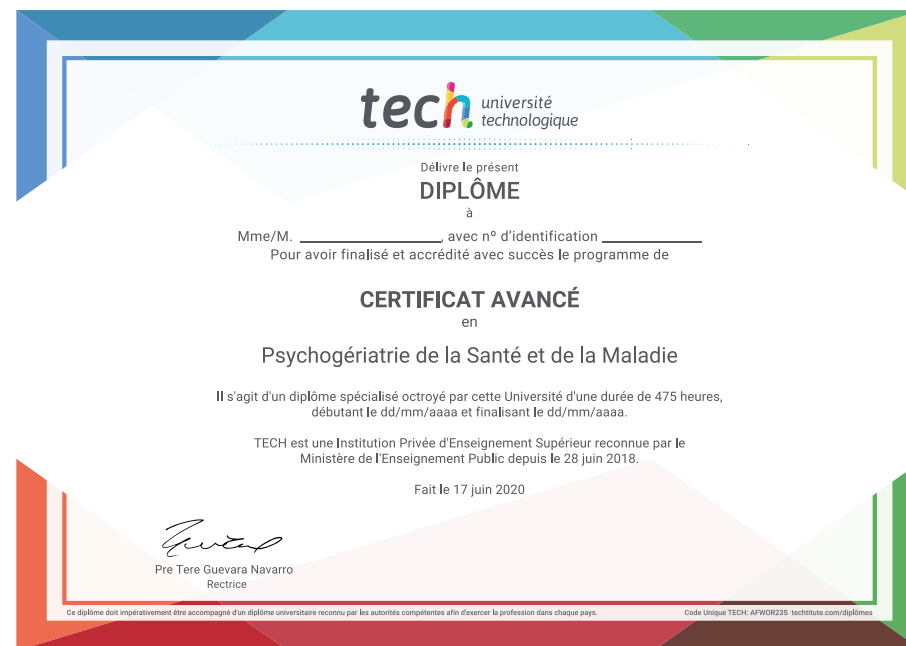 tech université
technologique
Délivre le présent
DIPLÔME
à
Mme/M. ____________________, avec nº d’identification ______________
Pour avoir finalisé et accrédité avec succès le programme de
CERTIFICAT AVANCÉ
en
Psychogériatrie de la Santé et de la Maladie
Il s'agit d'un diplôme spécialisé octroyé par cette Université d'une durée de 475 heures,
débutant le dd/mm/aaaa et finalisant le dd/mm/aaaa.
TECH est une Institution Privée d'Enseignement Supérieur reconnue par le
Ministère de l'Enseignement Public depuis le 28 juin 2018.
Fait le 17 juin 2020
Pre Tere Guevara Navarro
Rectrice
Ce diplôme doit impérativement être accompagné d'un diplôme universitaire reconnu par les autorités compétentes afin d'exercer la profession dans chaque pays.
Code Unique TECH: AFWOR23S techtitute.com/diplômes